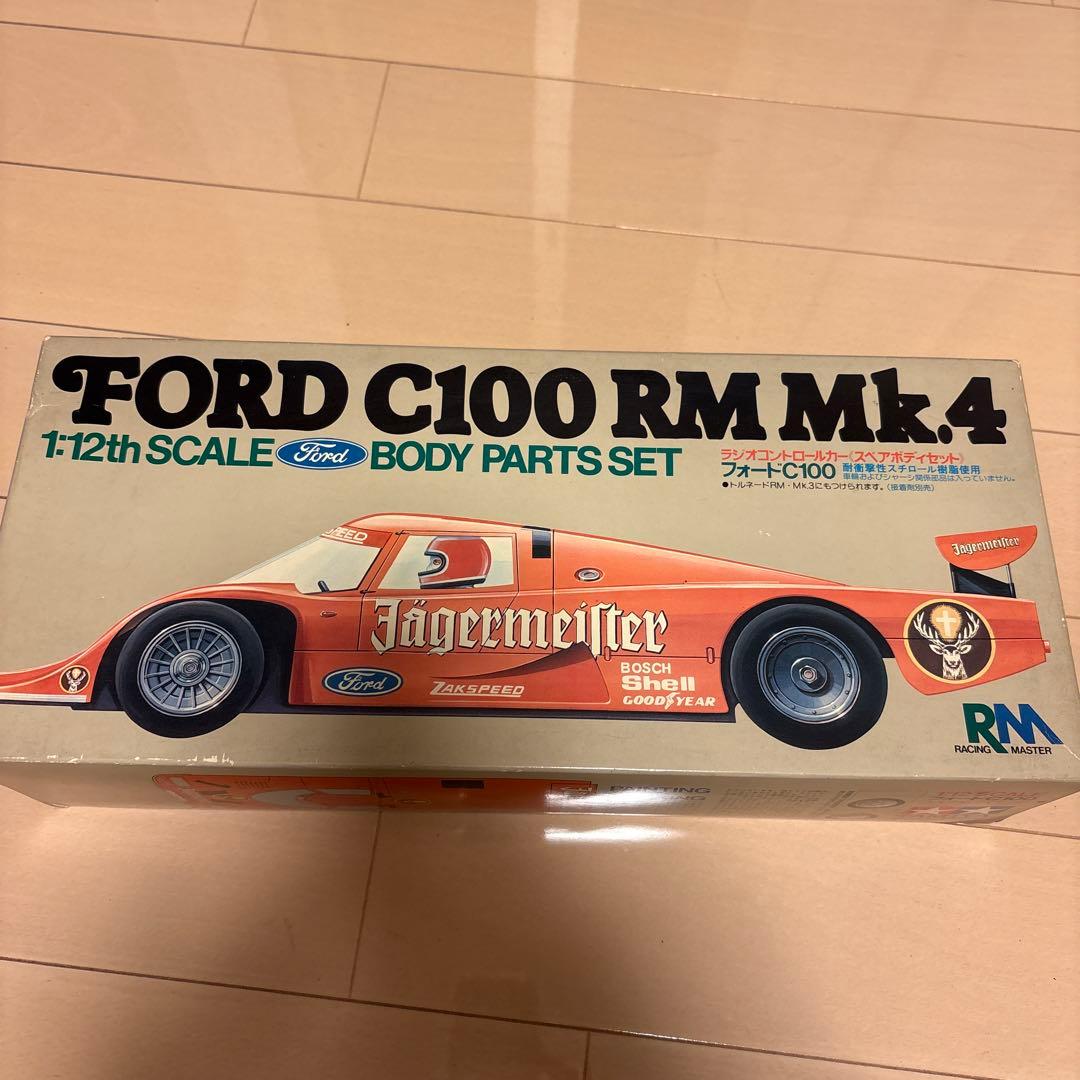 FORD C100 RM Mk.4
1:12th SCALE Ford BODY PARTS SET
ラジオコントロールカー《スペアボディセット》
フォードC100 耐衝撃性スチロール樹脂使用
車輪およびシャーシ関係部品は入っていません。
●トルネードRM・Mk.3にもつけられます。(接着剤別売)
SPEED
Jägermeiſter
Jägermeiſter
Ford
ZAKSPEED
BOSCH
Shell
GOODYEAR
RM
RACING MASTER
PAINTING